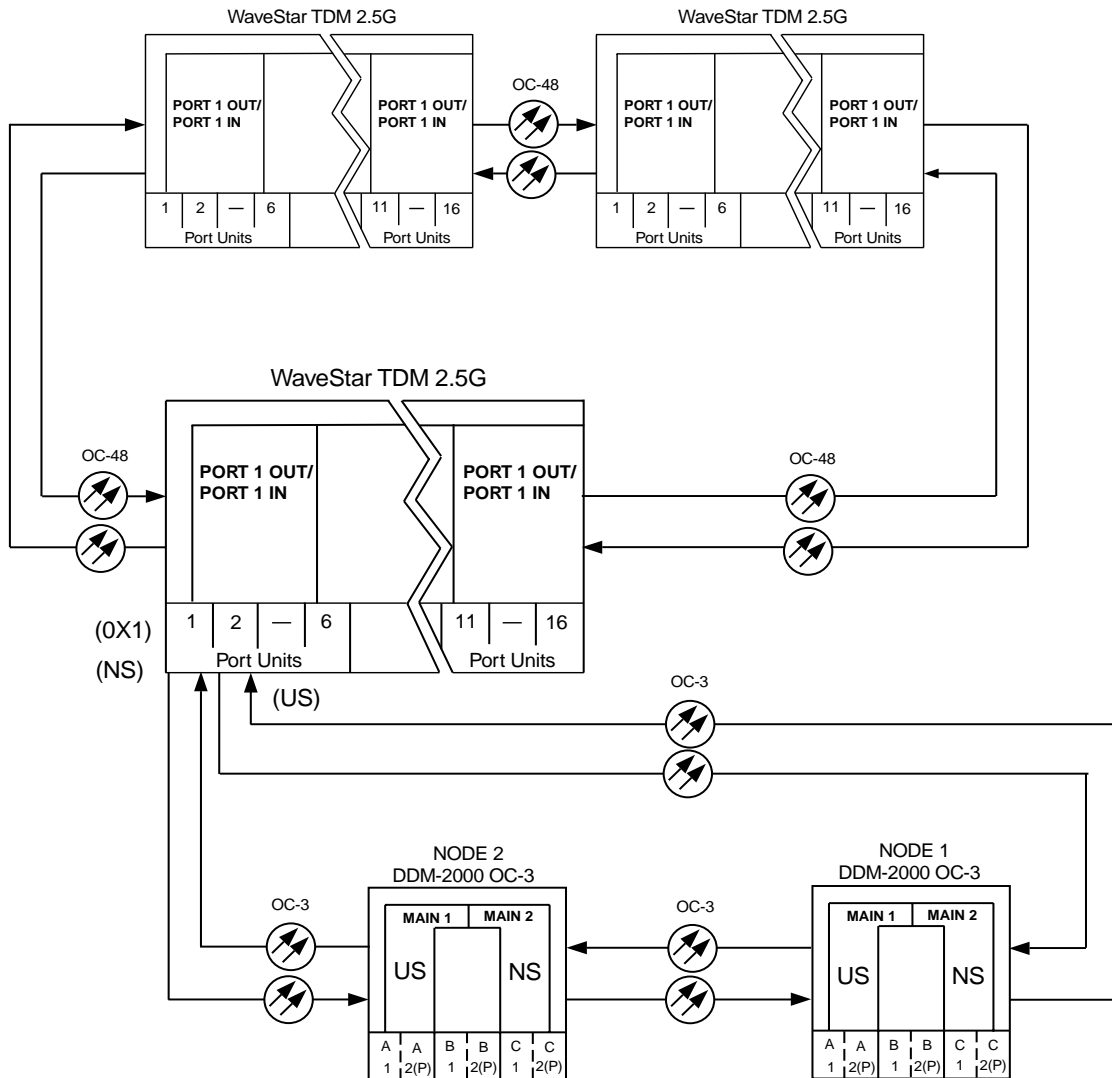 WaveStar TDM 2.5G
WaveStar TDM 2.5G
PORT 1 OUT/
PORT 1 IN
PORT 1 OUT/
PORT 1 IN
OC-48
PORT 1 OUT/
PORT 1 IN
PORT 1 OUT/
PORT 1 IN
1 2 — 6
11 — 16
Port Units
Port Units
1 2 — 6
11 — 16
Port Units
Port Units
WaveStar TDM 2.5G
OC-48
PORT 1 OUT/
PORT 1 IN
PORT 1 OUT/
PORT 1 IN
OC-48
(0X1)
1 2 — 6
11 — 16
(NS)
Port Units
Port Units
(US)
OC-3
NODE 2
DDM-2000 OC-3
NODE 1
DDM-2000 OC-3
OC-3
MAIN 1 MAIN 2
OC-3
MAIN 1 MAIN 2
US NS
US NS
A A B B C C
1 2(P) 1 2(P) 1 2(P)
A A B B C C
1 2(P) 1 2(P) 1 2(P)